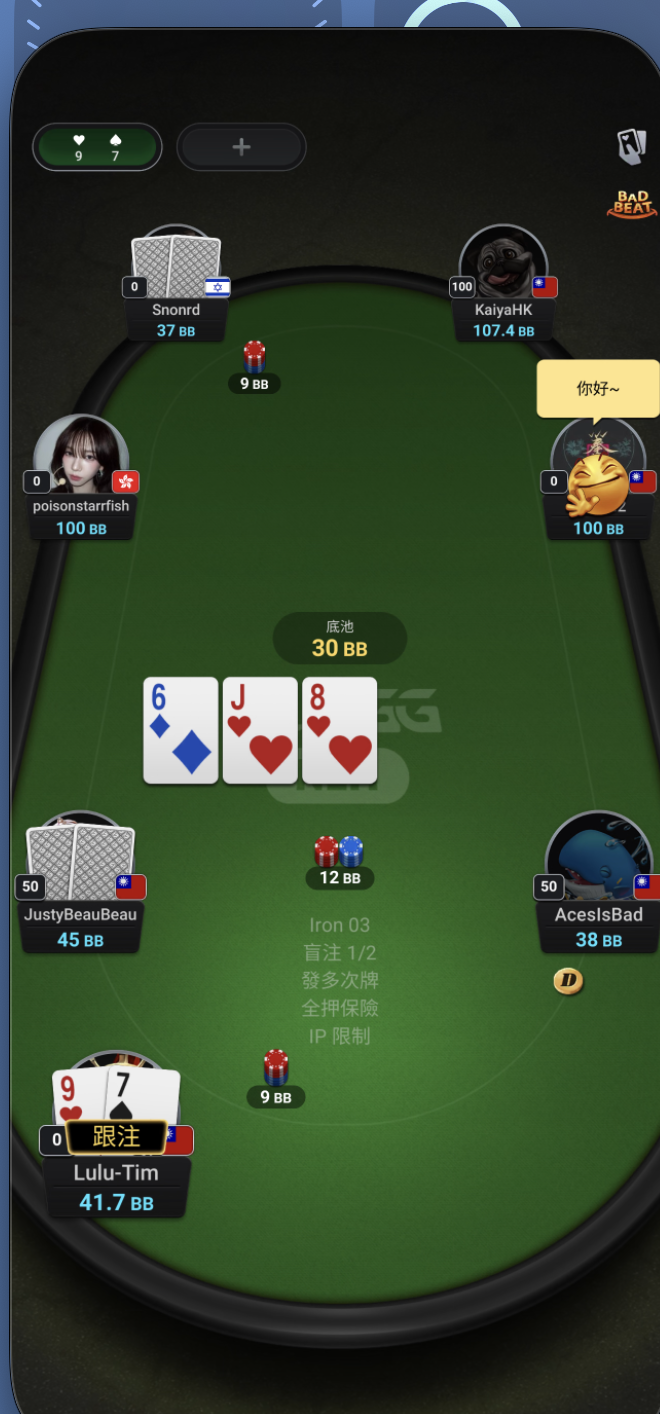 9 7
+
BAD
BEAT
0
Snonrd
37 BB
100
KaiyaHK
107.4 BB
9 BB
你好~
0
poisonstarrfish
100 BB
0
100 BB
底池
30 BB
6 J 8
GG
50
JustyBeauBeau
45 BB
12 BB
50
AcesIsBad
38 BB
D
Iron 03
盲注 1/2
發多次牌
全押保險
IP 限制
9 BB
9 7
0
跟注
Lulu-Tim
41.7 BB